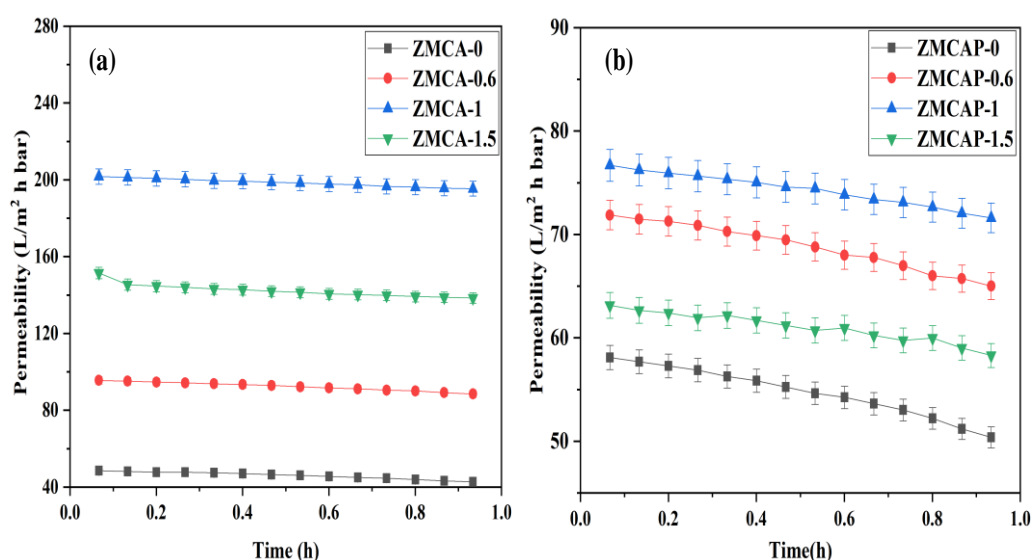 (a)
ZMCA-0
ZMCA-0.6
ZMCA-1
ZMCA-1.5
Permeability (L/m² h bar)
280
240
200
160
120
80
40
0.0 0.2 0.4 0.6 0.8 1.0
Time (h)
(b)
ZMCAP-0
ZMCAP-0.6
ZMCAP-1
ZMCAP-1.5
Permeability (L/m² h bar)
90
80
70
60
50
0.0 0.2 0.4 0.6 0.8 1.0
Time(h)